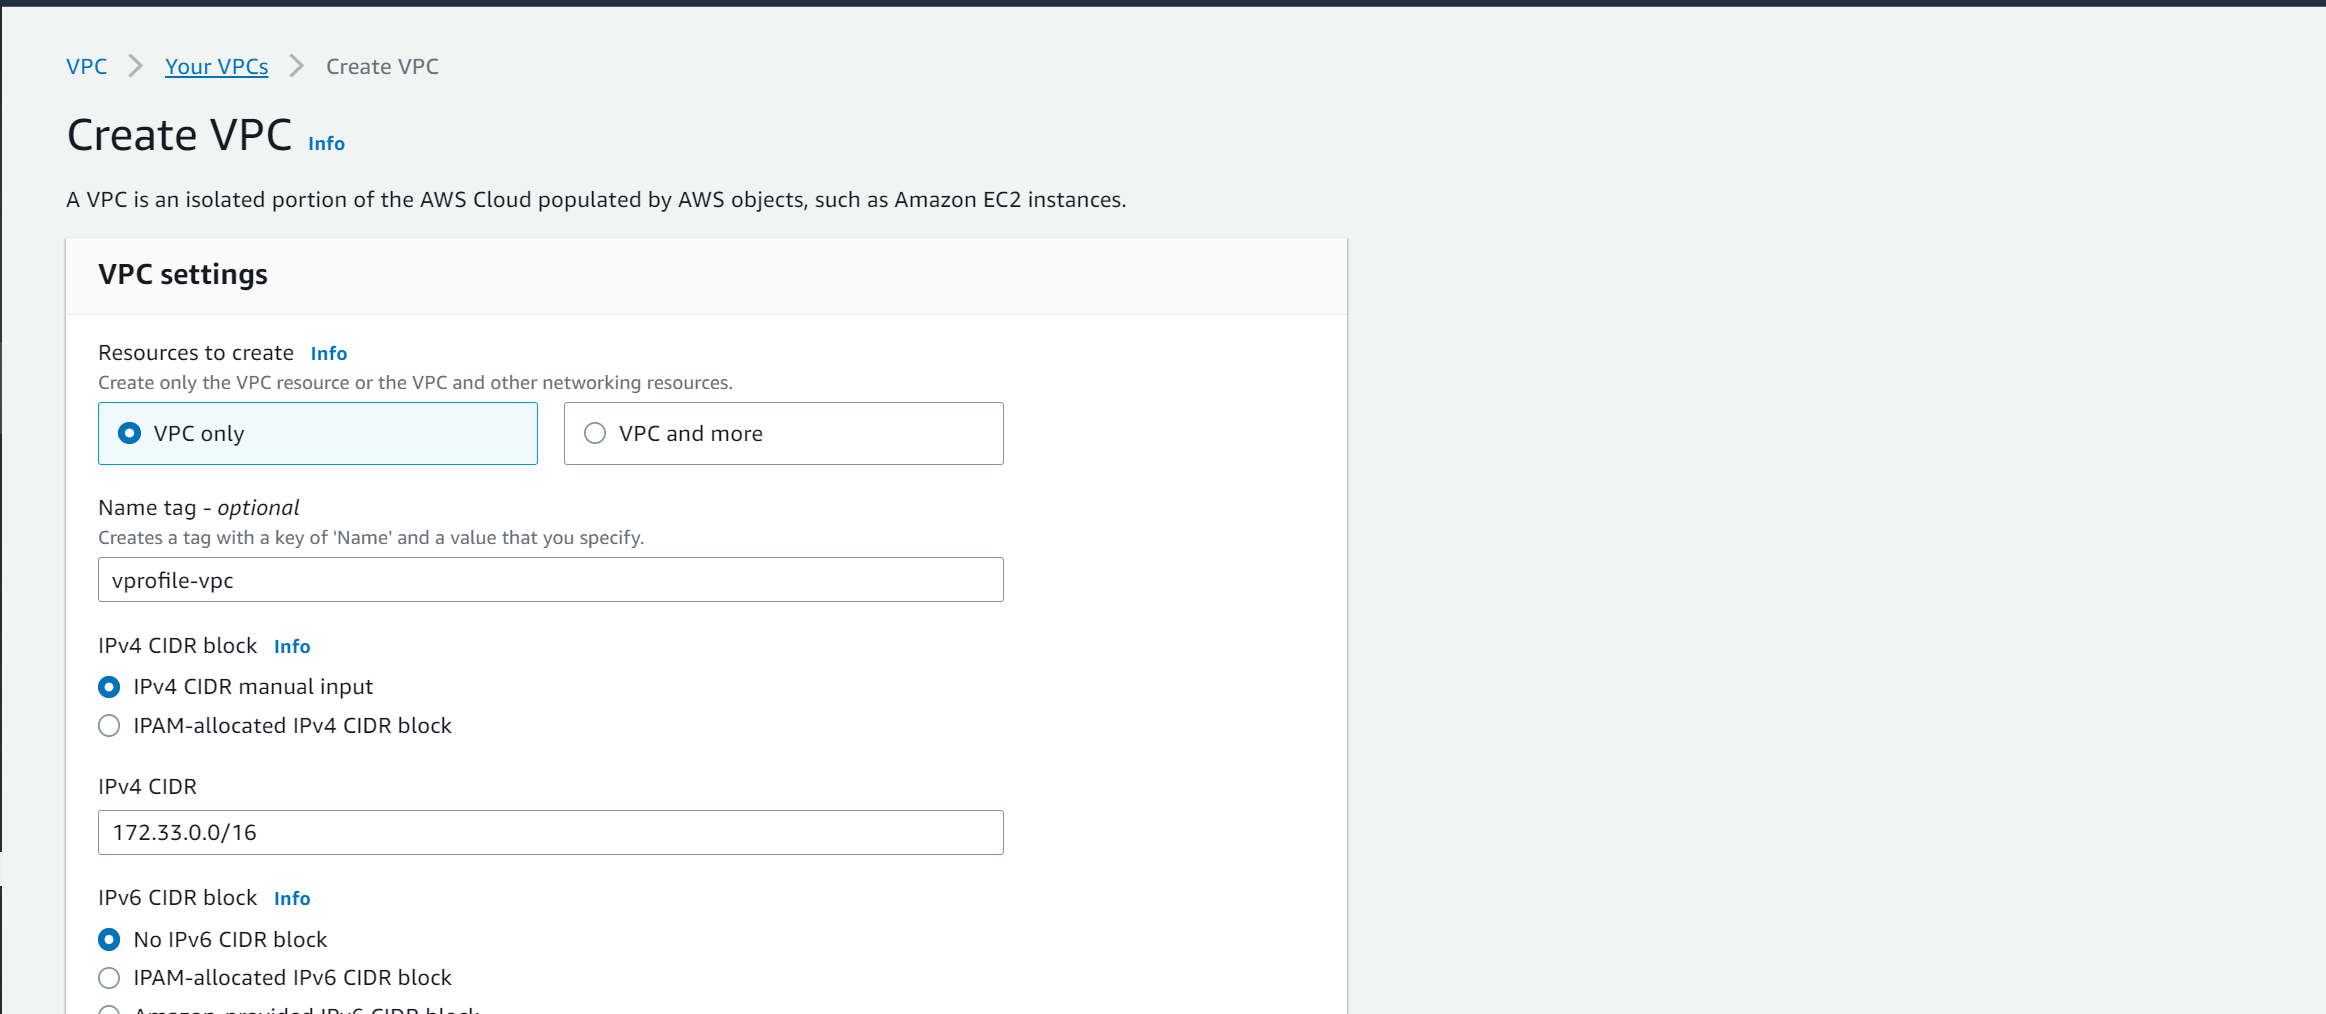 VPC > Your VPCs > Create VPC
Create VPC Info
A VPC is an isolated portion of the AWS Cloud populated by AWS objects, such as Amazon EC2 instances.
VPC settings
Resources to create Info
Create only the VPC resource or the VPC and other networking resources.
VPC only VPC and more
Name tag - optional
Creates a tag with a key of 'Name' and a value that you specify.
vprofile-vpc
IPv4 CIDR block Info
IPv4 CIDR manual input
IPAM-allocated IPv4 CIDR block
IPv4 CIDR
172.33.0.0/16
IPv6 CIDR block Info
No IPv6 CIDR block
IPAM-allocated IPv6 CIDR block
Amazon-provided IPv6 CIDR block